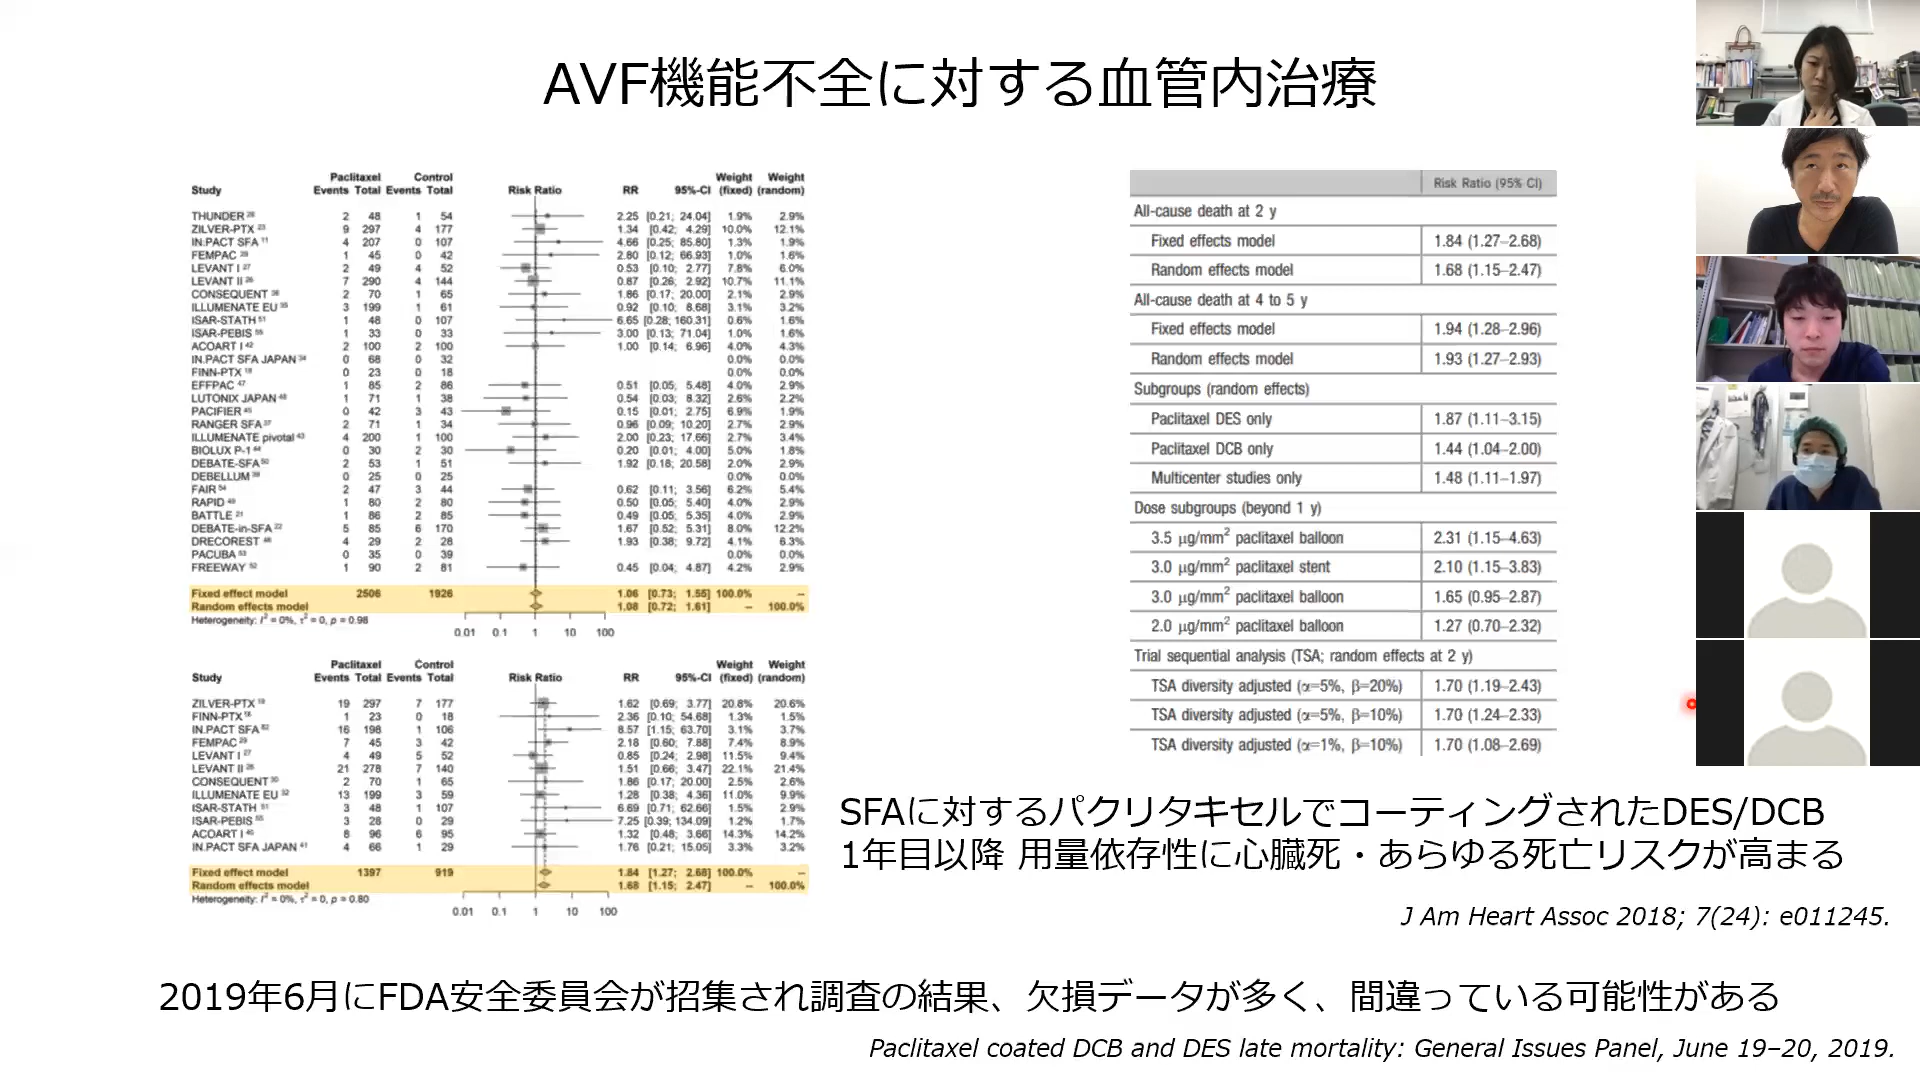 AVF機能不全に対する血管内治療
Paclitaxel Control Weight Weight
Study Events Total Events Total Risk Ratio RR 95%-CI (fixed) (random)
THUNDER 28 2 48 1 54 2.25 [0.21; 24.04] 1.9% 2.9%
ZILVER-PTX 23 9 297 4 177 1.34 [0.42; 4.29] 10.0% 12.1%
IN.PACT SFA 11 4 207 0 107 4.66 [0.25; 85.80] 1.3% 1.9%
FEMPAC 29 1 45 0 42 2.80 [0.12; 66.93] 1.0% 1.6%
LEVANT I 27 2 49 4 52 0.53 [0.10; 2.77] 7.8% 6.0%
LEVANT II 26 7 290 4 144 0.87 [0.26; 2.92] 10.7% 11.1%
CONSEQUENT 2 70 1 65 1.86 [0.17; 20.00] 2.1% 2.9%
ILLUMENATE EU 3 199 1 61 0.92 [0.10; 8.68] 3.1% 3.2%
ISAR-STATH 51 1 48 0 107 6.65 [0.28; 160.31] 0.6% 1.6%
ISAR-PEBIS 1 33 0 33 3.00 [0.13; 71.04] 1.0% 1.6%
ACOART I 42 2 100 2 100 1.00 [0.14; 6.96] 4.0% 4.3%
IN.PACT SFA JAPAN 0 68 0 32 0.0% 0.0%
FINN-PTX 0 23 0 18 0.0% 0.0%
EFFPAC 47 1 85 2 86 0.51 [0.05; 5.48] 4.0% 2.9%
LUTONIX JAPAN 1 71 1 38 0.54 [0.03; 8.32] 2.6% 2.2%
PACIFIER 0 42 3 43 0.15 [0.01; 2.75] 6.9% 1.9%
RANGER SFA 2 71 1 34 0.96 [0.09; 10.20] 2.7% 2.9%
ILLUMENATE pivotal 43 4 200 1 100 2.00 [0.23; 17.66] 2.7% 3.4%
BIOLUX P-1 44 0 30 2 30 0.20 [0.01; 4.00] 5.0% 1.8%
DEBATE-SFA 50 2 53 1 51 1.92 [0.18; 20.58] 2.0% 2.9%
DEBELLUM 0 25 0 25 0.0% 0.0%
FAIR 54 2 47 3 44 0.62 [0.11; 3.56] 6.2% 5.4%
RAPID 1 80 2 80 0.50 [0.05; 5.40] 4.0% 2.9%
BATTLE 21 1 86 2 85 0.49 [0.05; 5.35] 4.0% 2.9%
DEBATE-in-SFA 22 5 85 6 170 1.67 [0.52; 5.31] 8.0% 12.2%
DRECOREST 4 29 2 28 1.93 [0.38; 9.72] 4.1% 6.3%
PACUBA 53 0 35 0 39 0.0% 0.0%
FREEWAY 52 1 90 2 81 0.45 [0.04; 4.87] 4.2% 2.9%
Fixed effect model 2506 1926 1.06 [0.73; 1.55] 100.0% --
Random effects model 1.08 [0.72; 1.61] -- 100.0%
Heterogeneity: I² = 0%, τ² = 0, p = 0.98
0.01 0.1 1 10 100
Paclitaxel Control Weight Weight
Study Events Total Events Total Risk Ratio RR 95%-CI (fixed) (random)
ZILVER-PTX 19 297 7 177 1.62 [0.69; 3.77] 20.8% 20.6%
FINN-PTX 1 23 0 18 2.36 [0.10; 54.68] 1.3% 1.5%
IN.PACT SFA 16 198 1 106 8.57 [1.15; 63.70] 3.1% 3.7%
FEMPAC 29 7 45 3 42 2.18 [0.60; 7.88] 7.4% 8.9%
LEVANT I 27 4 49 5 52 0.85 [0.24; 2.98] 11.5% 9.4%
LEVANT II 21 278 7 140 1.51 [0.66; 3.47] 22.1% 21.4%
CONSEQUENT 2 70 1 65 1.86 [0.17; 20.00] 2.5% 2.6%
ILLUMENATE EU 32 13 199 3 59 1.28 [0.38; 4.36] 11.0% 9.9%
ISAR-STATH 51 3 48 1 107 6.69 [0.71; 62.66] 1.5% 2.9%
ISAR-PEBIS 3 28 0 29 7.25 [0.39; 134.09] 1.2% 1.7%
ACOART I 8 96 6 95 1.32 [0.48; 3.66] 14.3% 14.2%
IN.PACT SFA JAPAN 41 4 66 1 29 1.76 [0.21; 15.05] 3.3% 3.2%
Fixed effect model 1397 919 1.84 [1.27; 2.68] 100.0% --
Random effects model 1.68 [1.15; 2.47] -- 100.0%
Heterogeneity: I² = 0%, τ² = 0, p = 0.80
0.01 0.1 1 10 100
Risk Ratio (95% CI)
All-cause death at 2 y
Fixed effects model 1.84 (1.27–2.68)
Random effects model 1.68 (1.15–2.47)
All-cause death at 4 to 5 y
Fixed effects model 1.94 (1.28–2.96)
Random effects model 1.93 (1.27–2.93)
Subgroups (random effects)
Paclitaxel DES only 1.87 (1.11–3.15)
Paclitaxel DCB only 1.44 (1.04–2.00)
Multicenter studies only 1.48 (1.11–1.97)
Dose subgroups (beyond 1 y)
3.5 μg/mm² paclitaxel balloon 2.31 (1.15–4.63)
3.0 μg/mm² paclitaxel stent 2.10 (1.15–3.83)
3.0 μg/mm² paclitaxel balloon 1.65 (0.95–2.87)
2.0 μg/mm² paclitaxel balloon 1.27 (0.70–2.32)
Trial sequential analysis (TSA; random effects at 2 y)
TSA diversity adjusted (α=5%, β=20%) 1.70 (1.19–2.43)
TSA diversity adjusted (α=5%, β=10%) 1.70 (1.24–2.33)
TSA diversity adjusted (α=1%, β=10%) 1.70 (1.08–2.69)
SFAに対するパクリタキセルでコーティングされたDES/DCB
1年目以降 用量依存性に心臓死・あらゆる死亡リスクが高まる
J Am Heart Assoc 2018; 7(24): e011245.
2019年6月にFDA安全委員会が招集され調査の結果、欠損データが多く、間違っている可能性がある
Paclitaxel coated DCB and DES late mortality: General Issues Panel, June 19–20, 2019.